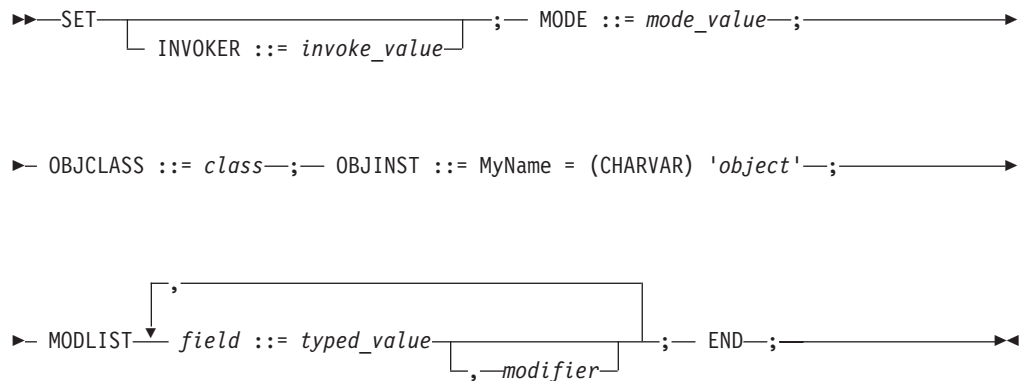 SET ; MODE ::= mode_value ;
INVOKER ::= invoke_value
OBJCLASS ::= class ; OBJINST ::= MyName = (CHARVAR) 'object' ;
,
MODLIST field ::= typed_value ; END ;
, modifier